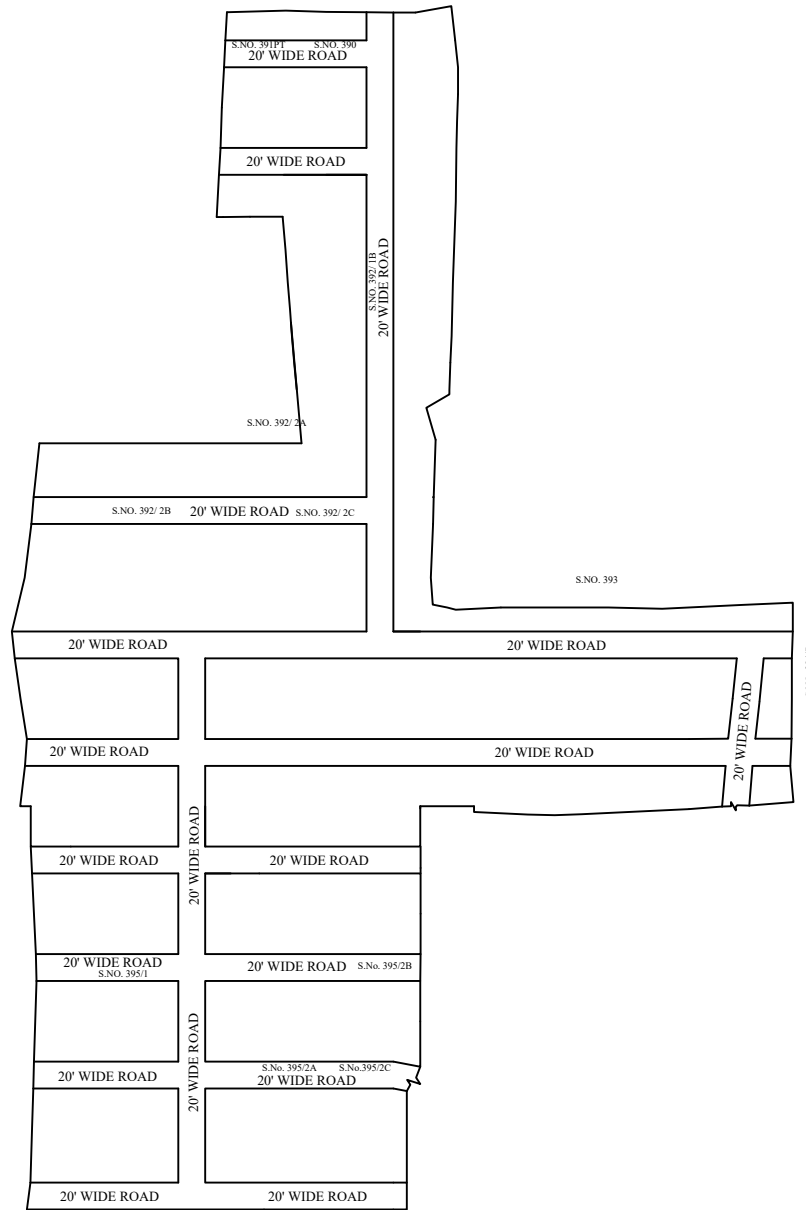 S.NO. 391PT S.NO. 390
20' WIDE ROAD
20' WIDE ROAD
S.NO. 392/ 1B
20' WIDE ROAD
S.NO. 392/ 2A
S.NO. 392/ 2B 20' WIDE ROAD S.NO. 392/ 2C
S.NO. 393
20' WIDE ROAD 20' WIDE ROAD
20' WIDE ROAD
20' WIDE ROAD 20' WIDE ROAD
20' WIDE ROAD
20' WIDE ROAD 20' WIDE ROAD
20' WIDE ROAD 20' WIDE ROAD S.No. 395/2B
S.NO. 395/1
20' WIDE ROAD
S.No. 395/2A S.No.395/2C
20' WIDE ROAD 20' WIDE ROAD
20' WIDE ROAD 20' WIDE ROAD